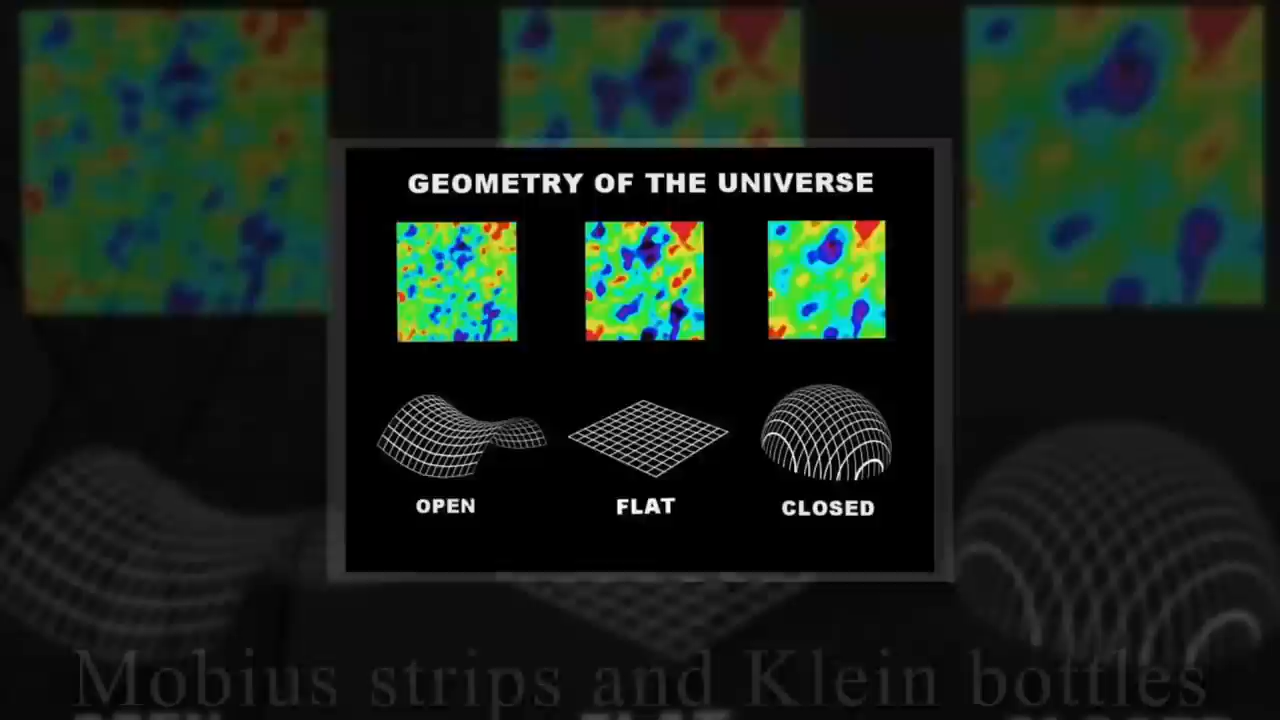 GEOMETRY OF THE UNIVERSE
OPEN FLAT CLOSED
Mobius strips and Klein bottles